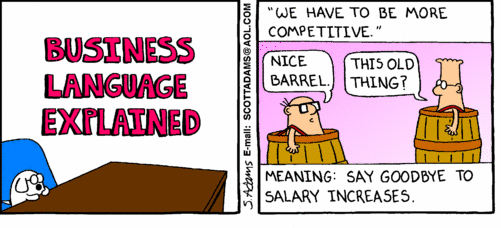 BUSINESS
LANGUAGE
EXPLAINED
S. Adams E-mail: SCOTTADAMS@AOL.COM
"WE HAVE TO BE MORE
COMPETITIVE."
NICE
BARREL.
THIS OLD
THING?
MEANING: SAY GOODBYE TO
SALARY INCREASES.